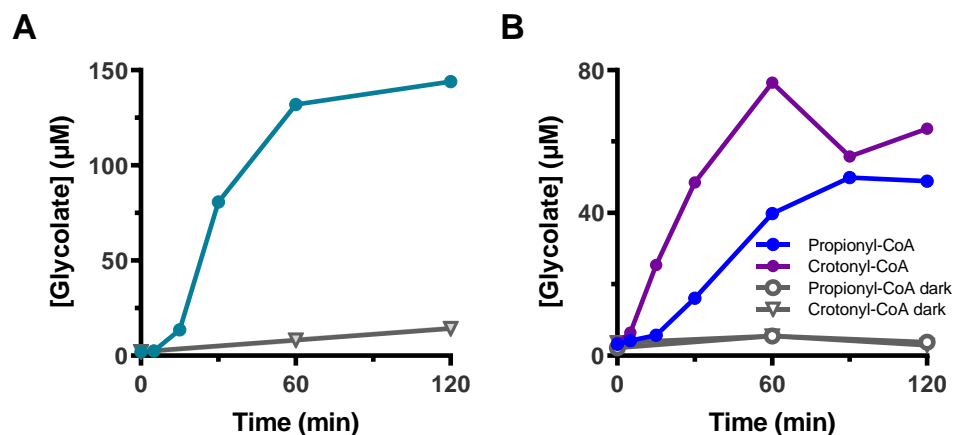 A
[Glycolate] (µM)
150
100
50
0
0
60
120
Time (min)
B
[Glycolate] (µM)
80
40
0
Propionyl-CoA
Crotonyl-CoA
Propionyl-CoA dark
Crotonyl-CoA dark
0
60
120
Time (min)